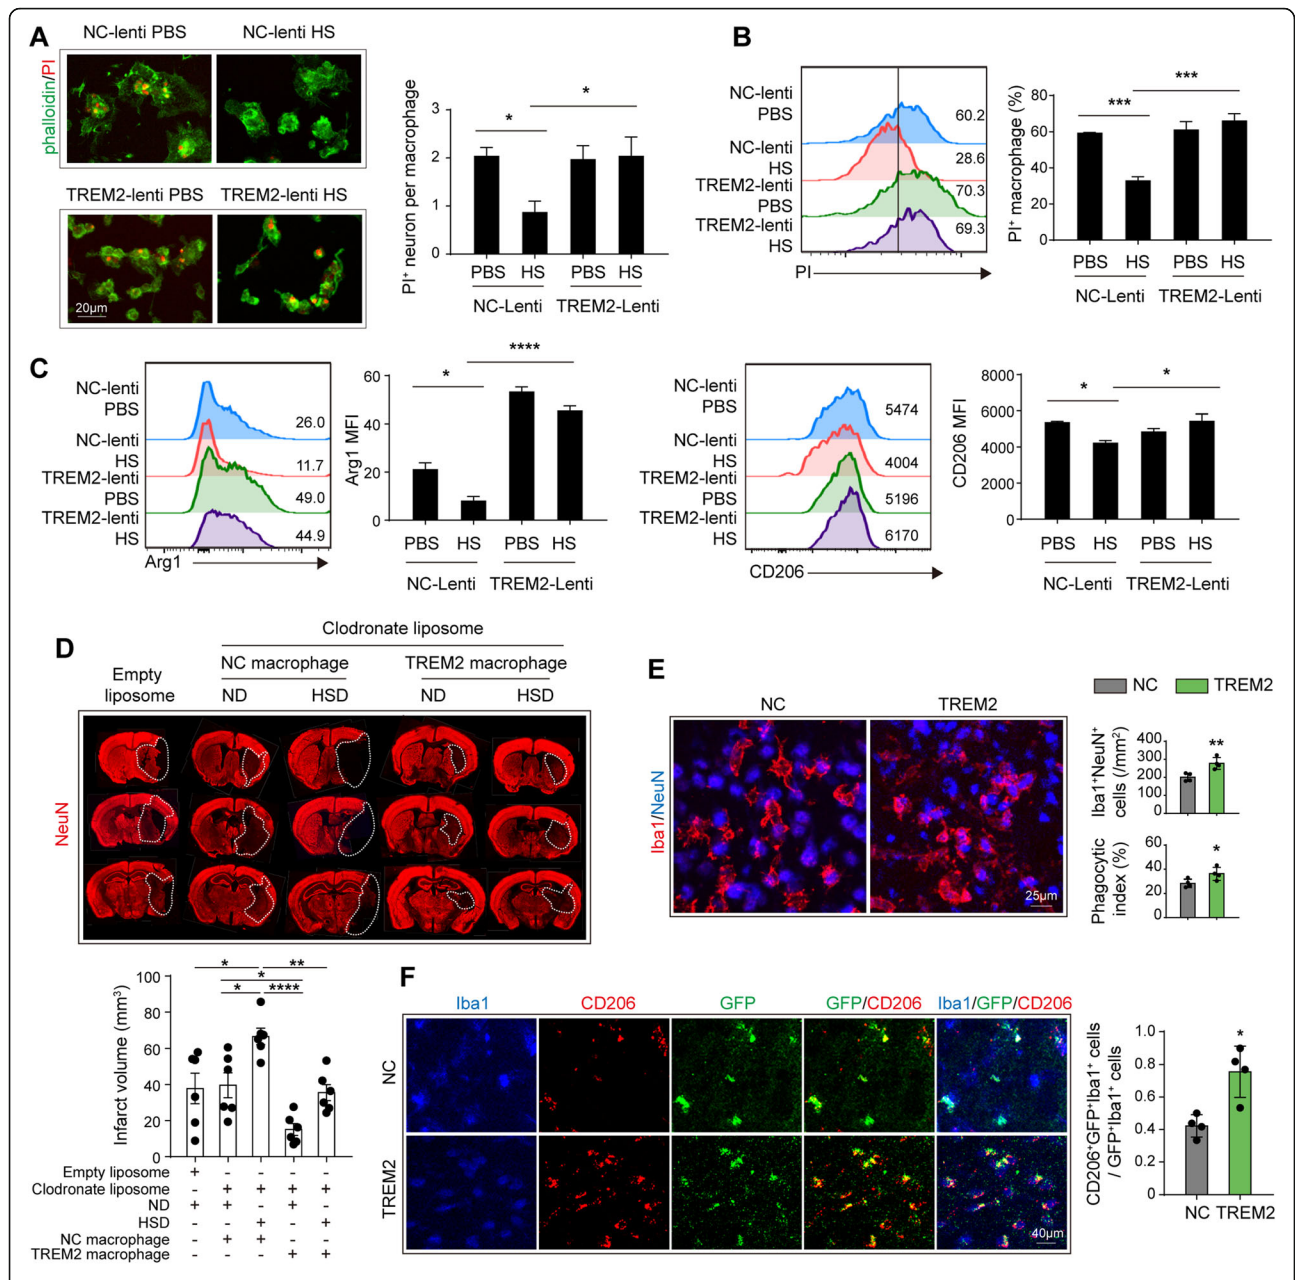 A
NC-lenti PBS
NC-lenti HS
phalloidin/PI
TREM2-lenti PBS
TREM2-lenti HS
20µm
PI⁺ neuron per macrophage
3
2
1
0
*
*
PBS HS PBS HS
NC-Lenti TREM2-Lenti
B
NC-lenti
PBS
60.2
NC-lenti
HS
28.6
TREM2-lenti
PBS
70.3
TREM2-lenti
HS
69.3
PI
PI⁺ macrophage (%)
80
60
40
20
0
***
***
PBS HS PBS HS
NC-Lenti TREM2-Lenti
C
NC-lenti
PBS
26.0
NC-lenti
HS
11.7
TREM2-lenti
PBS
49.0
TREM2-lenti
HS
44.9
Arg1
Arg1 MFI
60
40
20
0
*
****
PBS HS PBS HS
NC-Lenti TREM2-Lenti
NC-lenti
PBS
5474
NC-lenti
HS
4004
TREM2-lenti
PBS
5196
TREM2-lenti
HS
6170
CD206
CD206 MFI
8000
6000
4000
2000
0
*
*
PBS HS PBS HS
NC-Lenti TREM2-Lenti
D
Clodronate liposome
Empty
liposome
NC macrophage
TREM2 macrophage
ND HSD ND HSD
NeuN
Infarct volume (mm³)
100
80
60
40
20
0
* **
*
* ****
Empty liposome + - - - -
Clodronate liposome - + + + +
ND + + - + -
HSD - - + - +
NC macrophage - + + - -
TREM2 macrophage - - - + +
E
NC
TREM2
Iba1/NeuN
25µm
NC TREM2
Iba1⁺NeuN⁺
cells (/mm²)
400
300
200
100
0
**
Phagocytic
index (%)
60
40
20
0
*
F
Iba1 CD206 GFP GFP/CD206 Iba1/GFP/CD206
NC
TREM2
40µm
CD206⁺GFP⁺Iba1⁺ cells
/ GFP⁺Iba1⁺ cells
1.0
0.8
0.6
0.4
0.2
0
*
NC TREM2